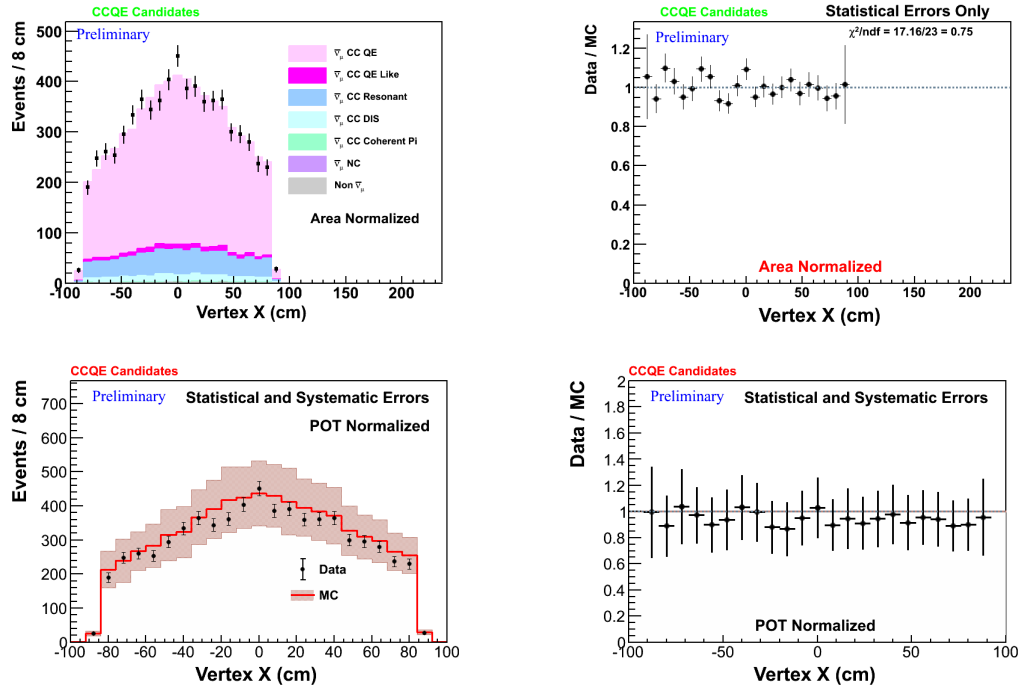 CCQE Candidates
Preliminary
Events / 8 cm
500
400
300
200
100
0
ν̄μ CC QE
ν̄μ CC QE Like
ν̄μ CC Resonant
ν̄μ CC DIS
ν̄μ CC Coherent Pi
ν̄μ NC
Non ν̄μ
Area Normalized
-100 -50 0 50 100 150 200
Vertex X (cm)
CCQE Candidates
Statistical Errors Only
χ²/ndf = 17.16/23 = 0.75
Preliminary
Data / MC
1.2
1
0.8
0.6
0.4
0.2
0
Area Normalized
-100 -50 0 50 100 150 200
Vertex X (cm)
CCQE Candidates
Preliminary
Statistical and Systematic Errors
POT Normalized
Events / 8 cm
700
600
500
400
300
200
100
0
Data
MC
-100 -80 -60 -40 -20 0 20 40 60 80 100
Vertex X (cm)
CCQE Candidates
Preliminary
Statistical and Systematic Errors
Data / MC
2
1.8
1.6
1.4
1.2
1
0.8
0.6
0.4
0.2
0
POT Normalized
-100 -50 0 50 100
Vertex X (cm)